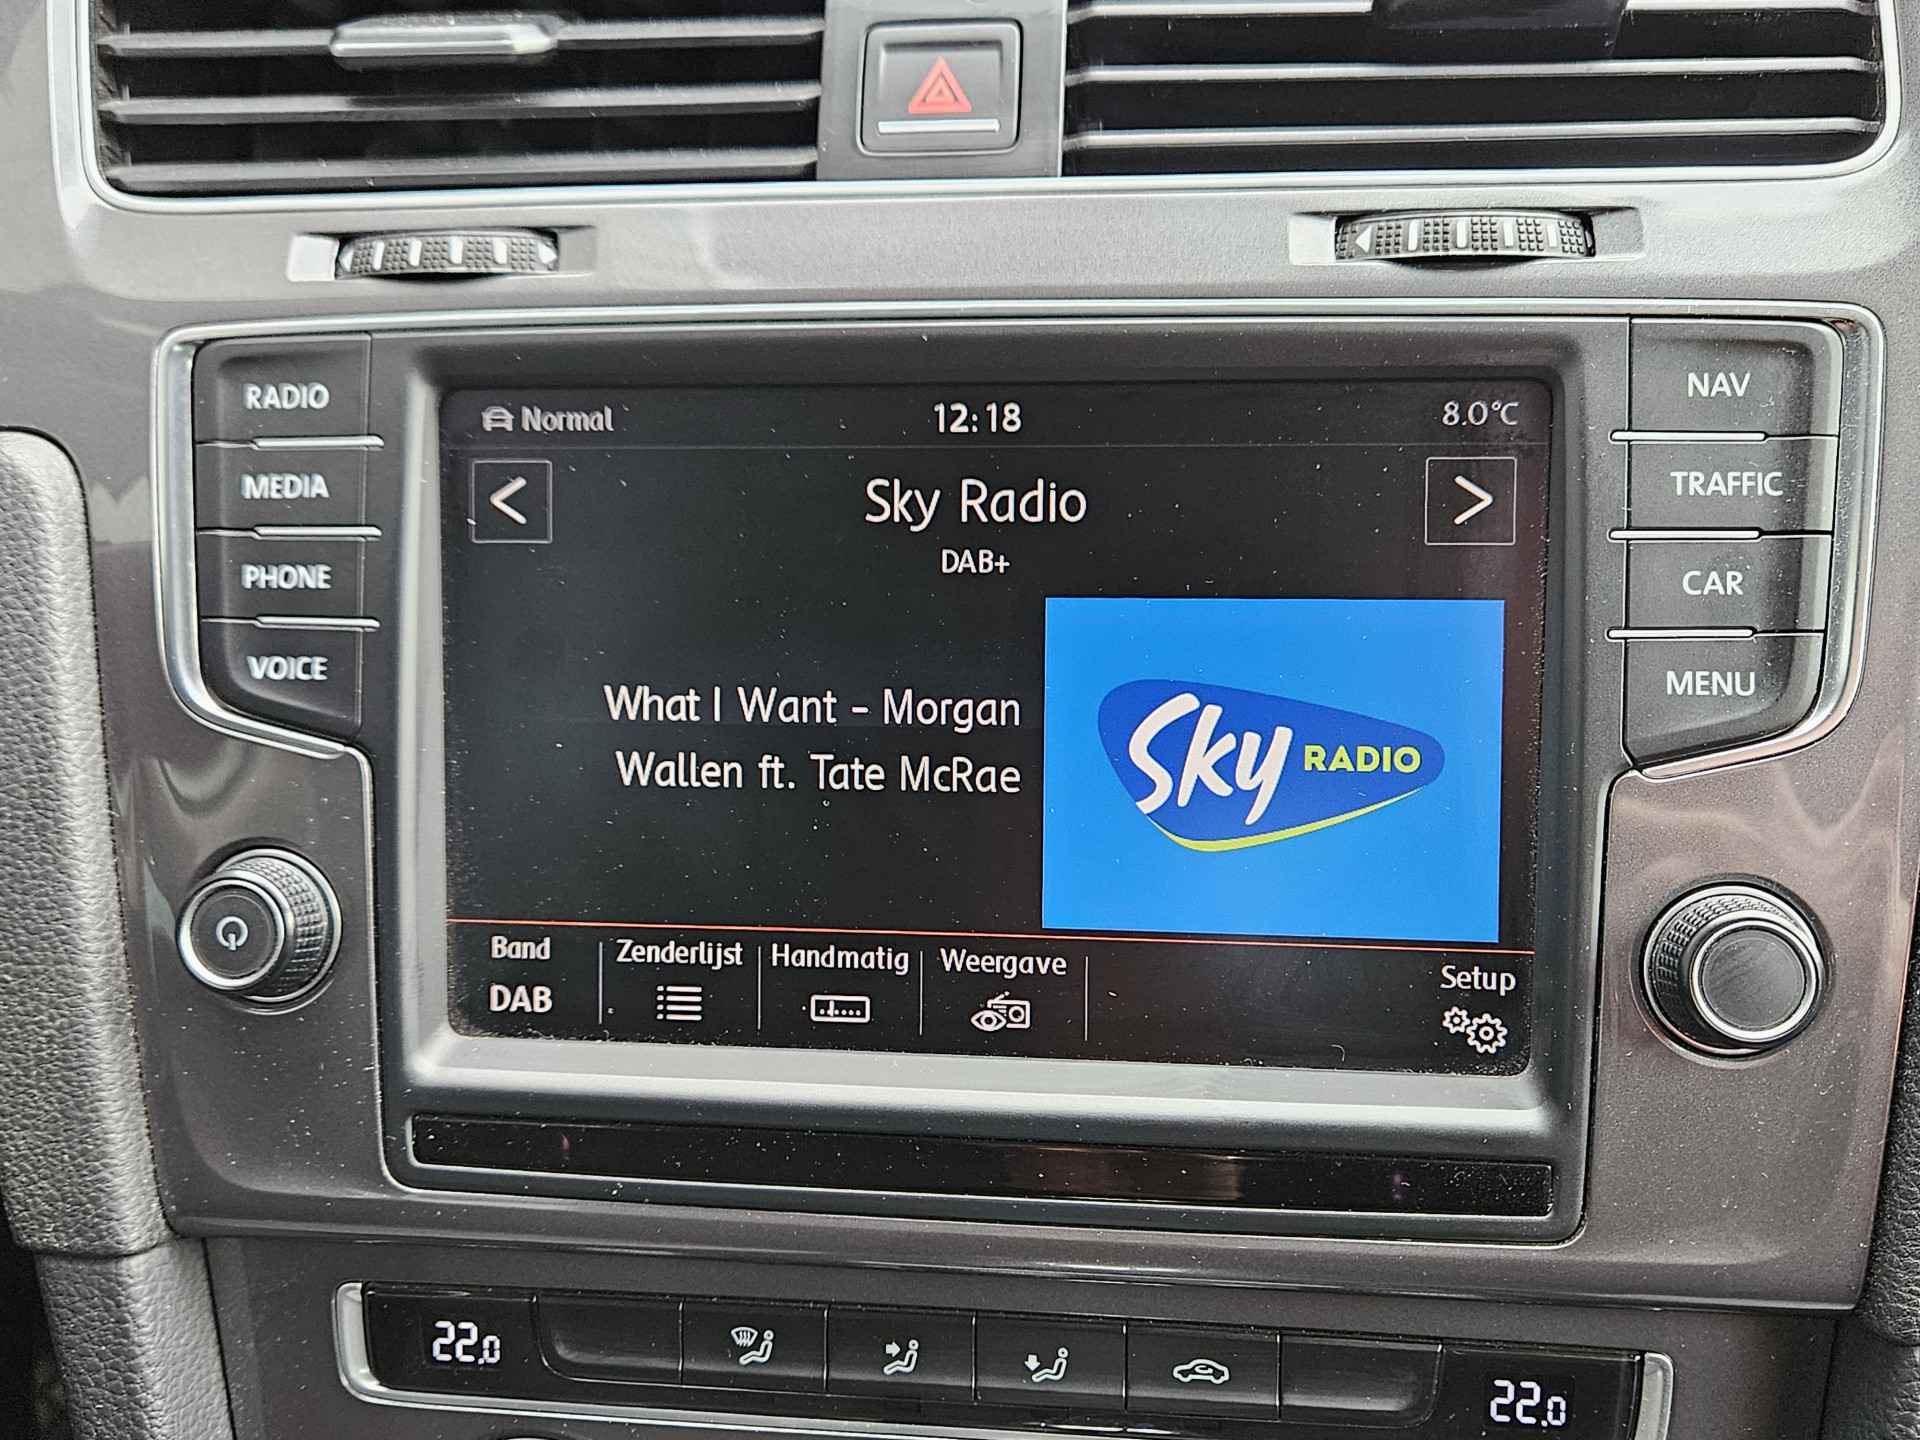 RADIO
MEDIA
PHONE
VOICE
Normal
12:18
8.0°C
<
Sky Radio
>
DAB+
What I Want - Morgan
Wallen ft. Tate McRae
Sky RADIO
Band
DAB
Zenderlijst
Handmatig
Weergave
Setup
NAV
TRAFFIC
CAR
MENU
22.0
22.0